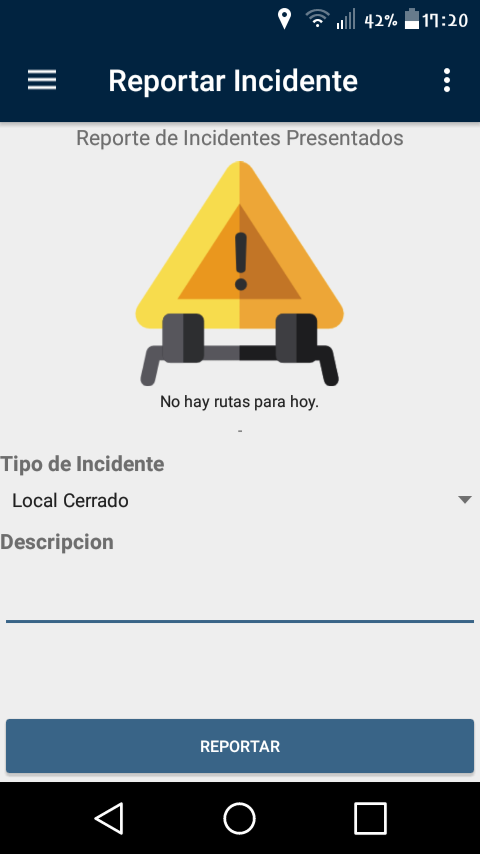 42% 17:20
Reportar Incidente
Reporte de Incidentes Presentados
!
No hay rutas para hoy.
-
Tipo de Incidente
Local Cerrado
Descripcion
REPORTAR